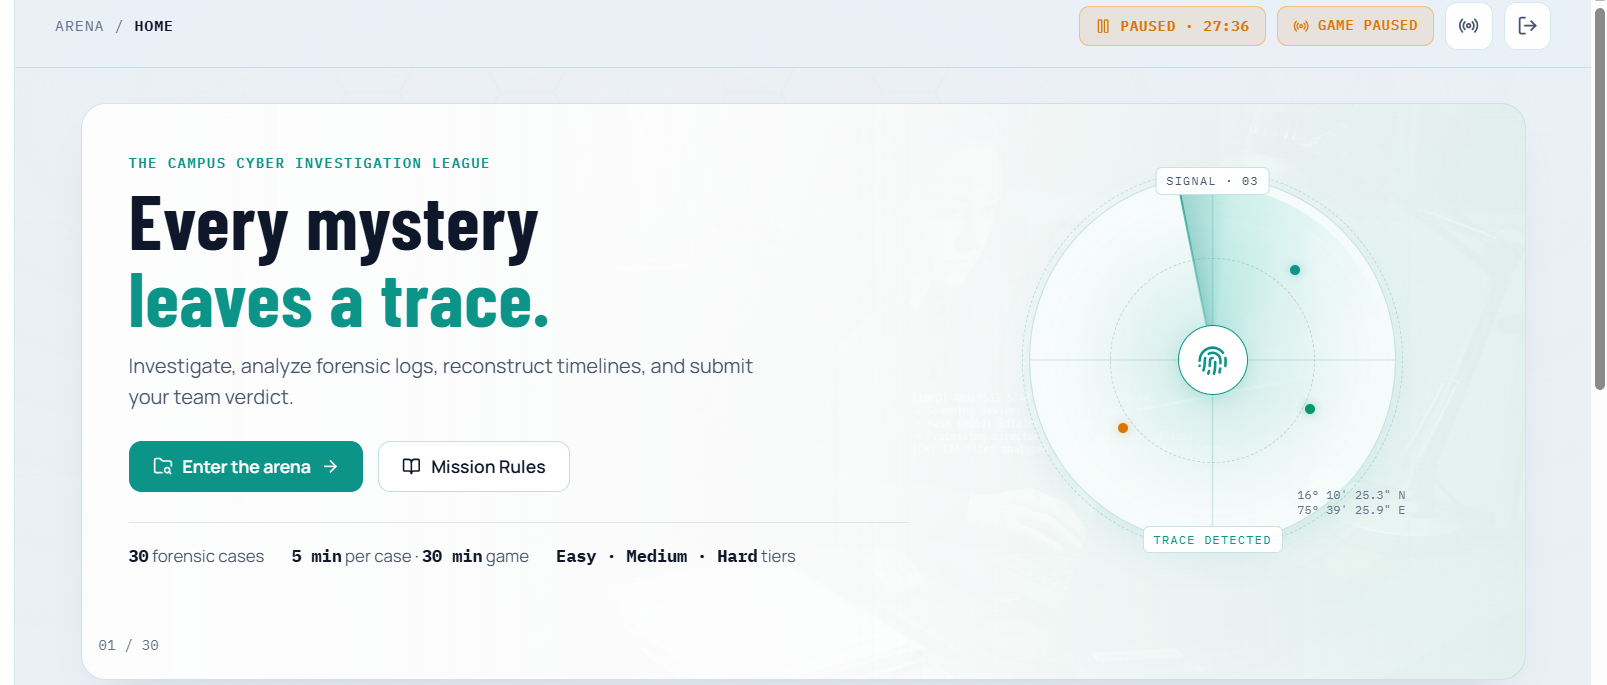 ARENA / HOME
PAUSED · 27:36
GAME PAUSED
THE CAMPUS CYBER INVESTIGATION LEAGUE
Every mystery
leaves a trace.
Investigate, analyze forensic logs, reconstruct timelines, and submit
your team verdict.
Enter the arena →
Mission Rules
30 forensic cases
5 min per case · 30 min game
Easy · Medium · Hard tiers
01 / 30
SIGNAL · 03
16° 10' 25.3" N
75° 39' 25.9" E
TRACE DETECTED